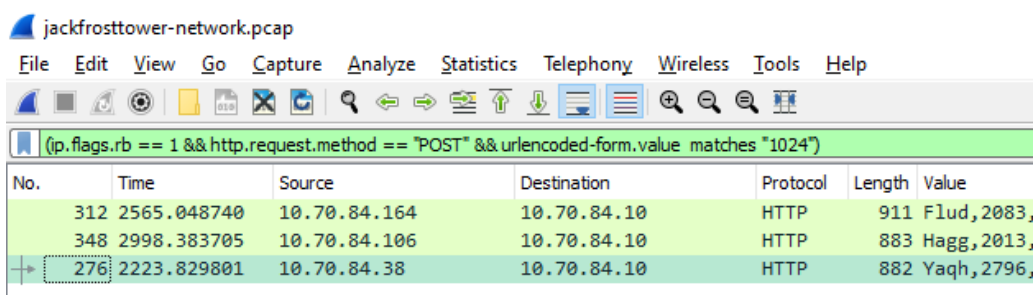 jackfrosttower-network.pcap
File Edit View Go Capture Analyze Statistics Telephony Wireless Tools Help
(ip.flags.rb == 1 && http.request.method == "POST" && urlencoded-form.value matches "1024")
No. Time Source Destination Protocol Length Value
312 2565.048740 10.70.84.164 10.70.84.10 HTTP 911 Flud,2083,
348 2998.383705 10.70.84.106 10.70.84.10 HTTP 883 Hagg,2013,
276 2223.829801 10.70.84.38 10.70.84.10 HTTP 882 Yaqh,2796,